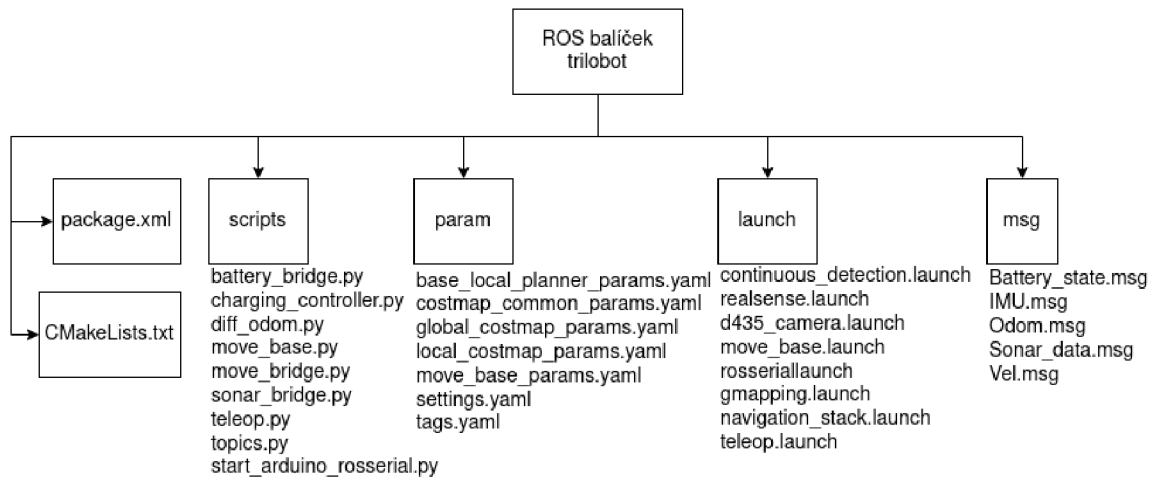 ROS balíček
trilobot
package.xml
CMakeLists.txt
scripts
battery_bridge.py
charging_controller.py
diff_odom.py
move_base.py
move_bridge.py
sonar_bridge.py
teleop.py
topics.py
start_arduino_rosserial.py
param
base_local_planner_params.yaml
costmap_common_params.yaml
global_costmap_params.yaml
local_costmap_params.yaml
move_base_params.yaml
settings.yaml
tags.yaml
launch
continuous_detection.launch
realsense.launch
d435_camera.launch
move_base.launch
rosseriallaunch
gmapping.launch
navigation_stack.launch
teleop.launch
msg
Battery_state.msg
IMU.msg
Odom.msg
Sonar_data.msg
Vel.msg